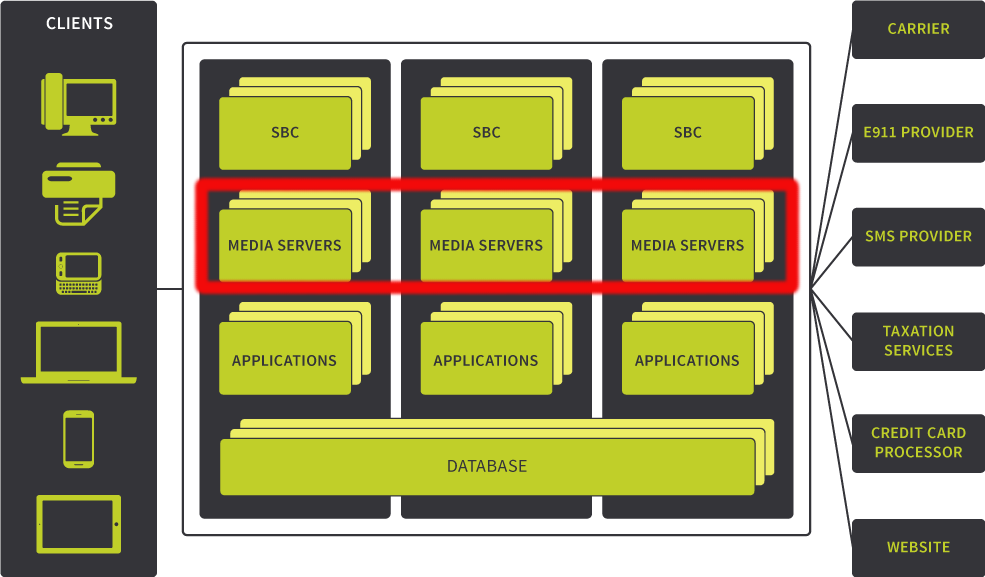 CLIENTS
SBC
SBC
SBC
MEDIA SERVERS
MEDIA SERVERS
MEDIA SERVERS
APPLICATIONS
APPLICATIONS
APPLICATIONS
DATABASE
CARRIER
E911 PROVIDER
SMS PROVIDER
TAXATION
SERVICES
CREDIT CARD
PROCESSOR
WEBSITE